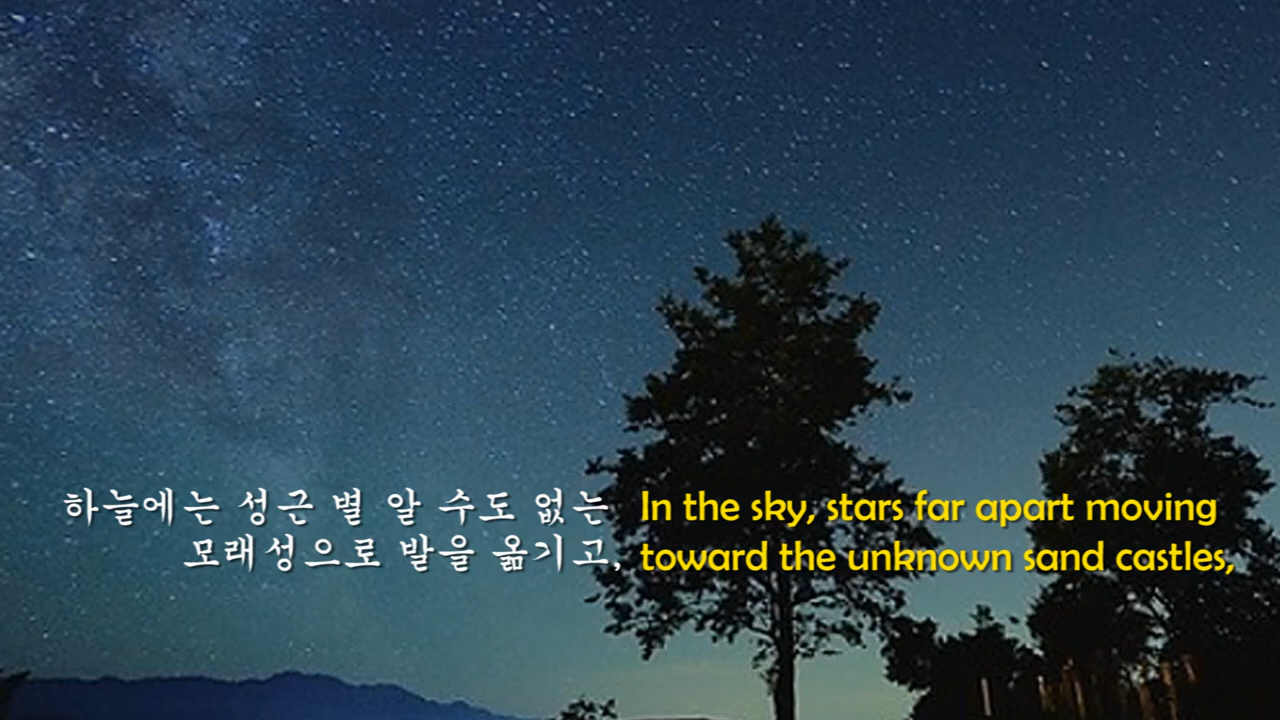 하늘에는 성근 별 알 수도 없는
모래성으로 발을 옮기고,
In the sky, stars far apart moving
toward the unknown sand castles,